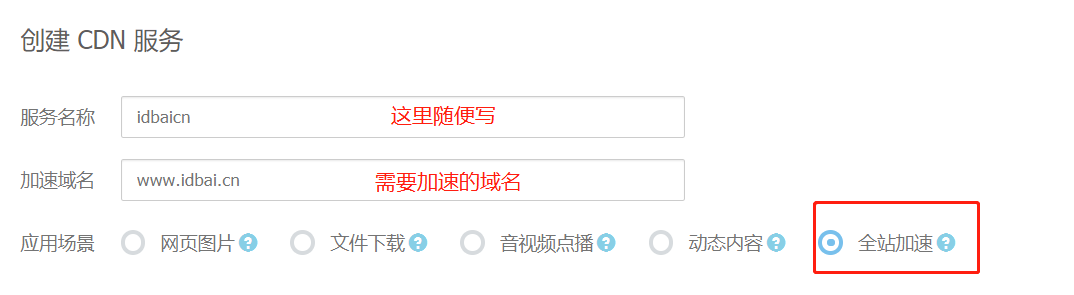 创建 CDN 服务
服务名称 idbaicn 这里随便写
加速域名 www.idbai.cn 需要加速的域名
应用场景 网页图片 ? 文件下载 ? 音视频点播 ? 动态内容 ? 全站加速 ?